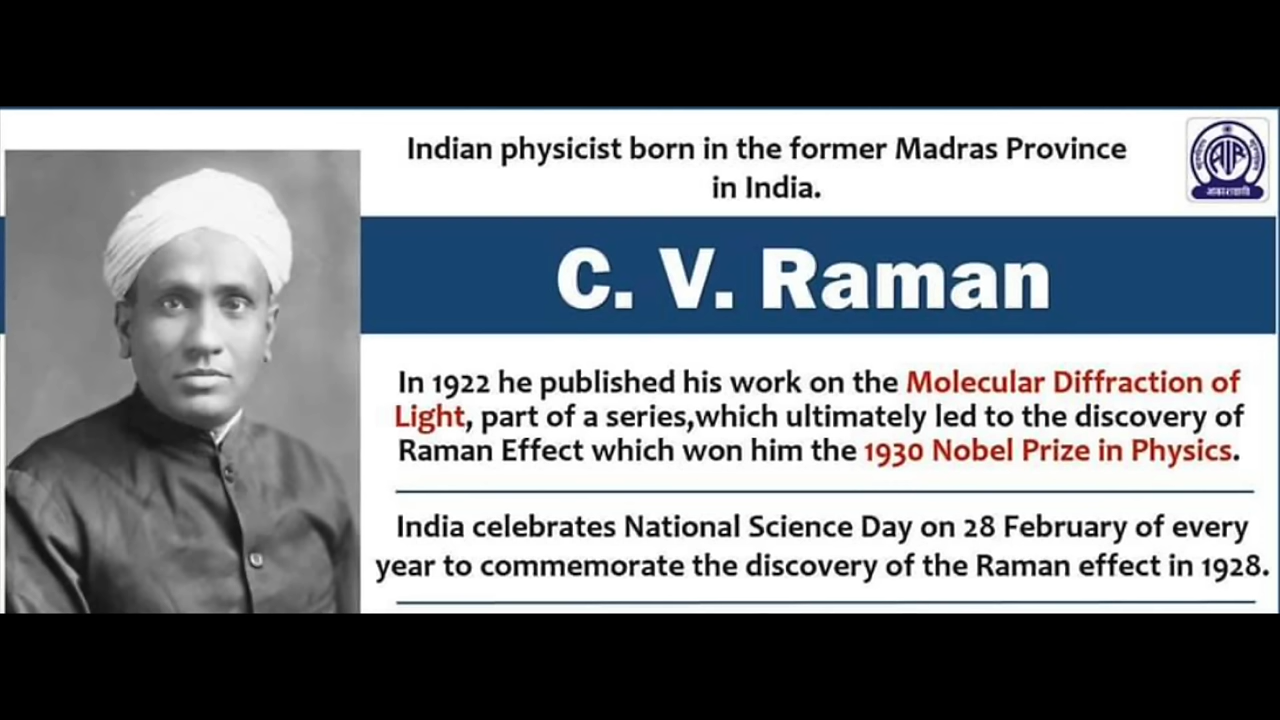 Indian physicist born in the former Madras Province
in India.
AIR
C. V. Raman
In 1922 he published his work on the Molecular Diffraction of
Light, part of a series,which ultimately led to the discovery of
Raman Effect which won him the 1930 Nobel Prize in Physics.
India celebrates National Science Day on 28 February of every
year to commemorate the discovery of the Raman effect in 1928.